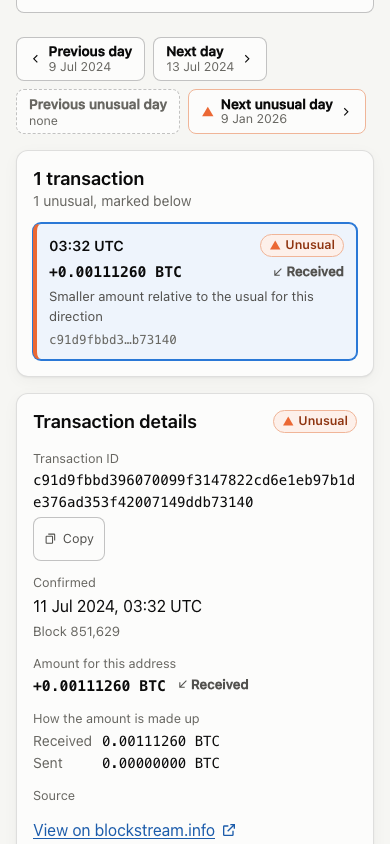 Previous day
9 Jul 2024
Next day
13 Jul 2024
Previous unusual day
none
Next unusual day
9 Jan 2026
1 transaction
1 unusual, marked below
03:32 UTC
Unusual
+0.00111260 BTC
Received
Smaller amount relative to the usual for this
direction
c91d9fbbd3…b73140
Transaction details
Unusual
Transaction ID
c91d9fbbd396070099f3147822cd6e1eb97b1d
e376ad353f42007149ddb73140
Copy
Confirmed
11 Jul 2024, 03:32 UTC
Block 851,629
Amount for this address
+0.00111260 BTC
Received
How the amount is made up
Received 0.00111260 BTC
Sent 0.00000000 BTC
Source
View on blockstream.info